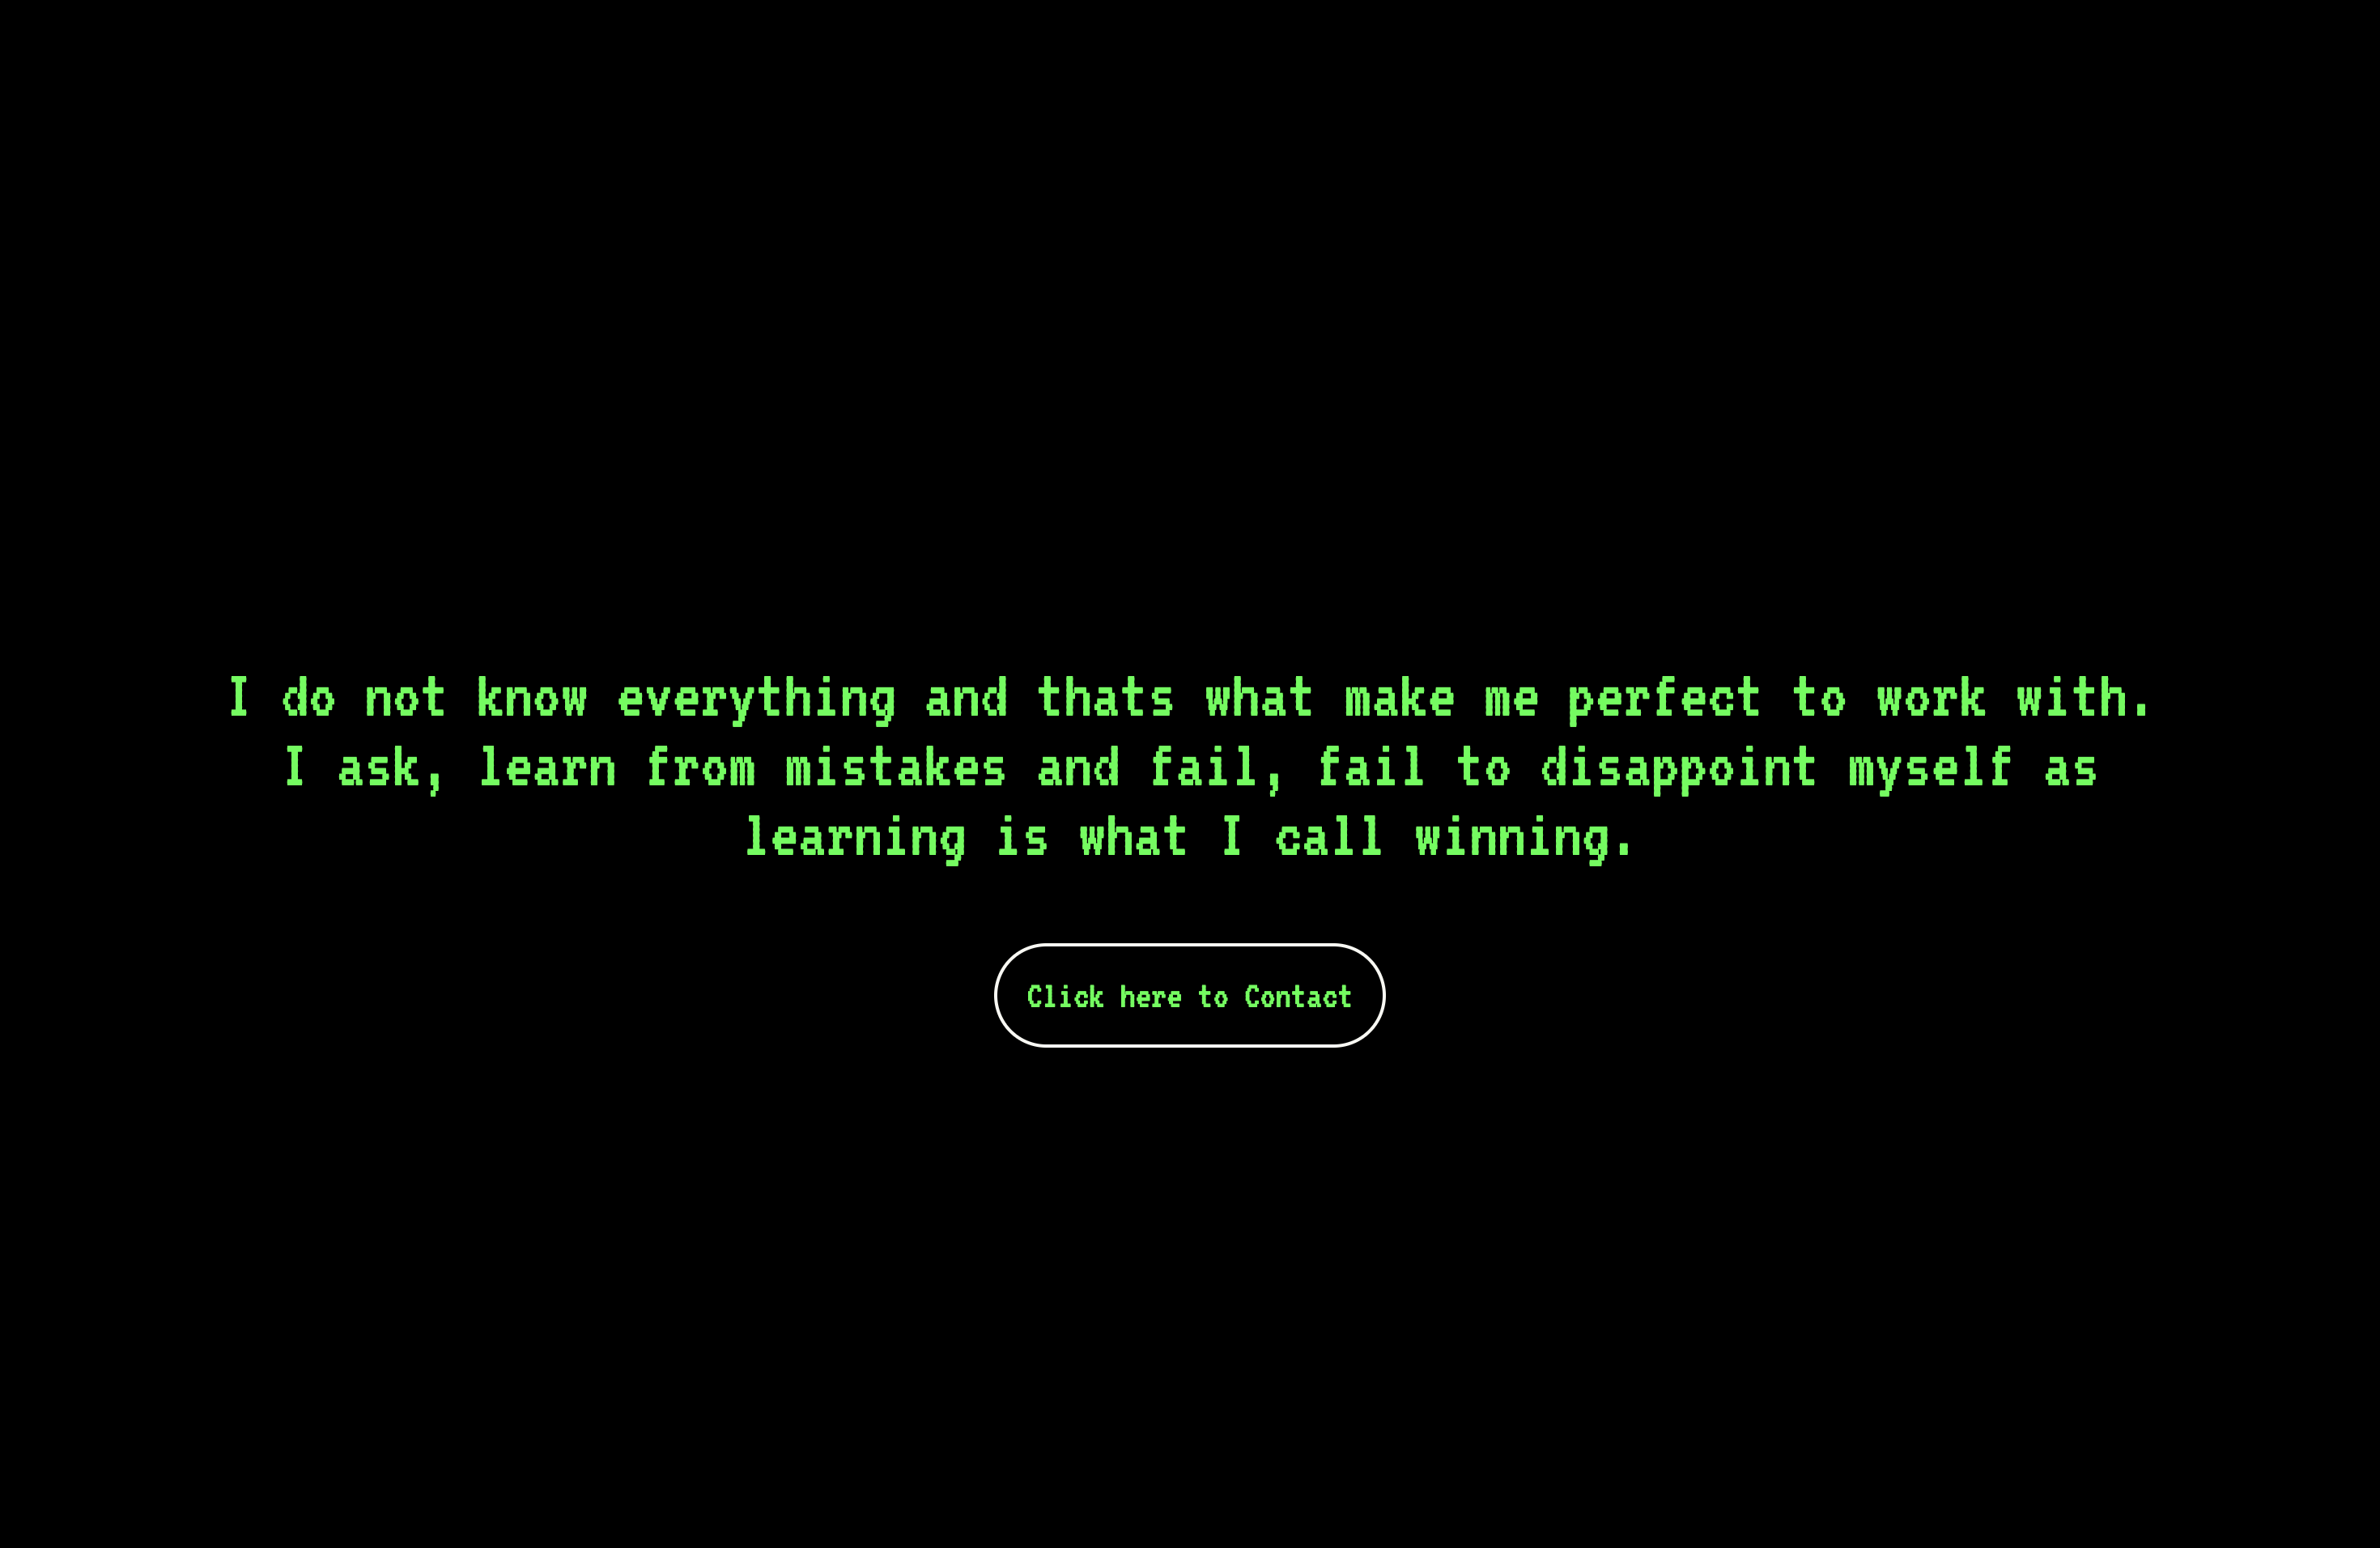 I do not know everything and thats what make me perfect to work with.
I ask, learn from mistakes and fail, fail to disappoint myself as
learning is what I call winning.
Click here to Contact